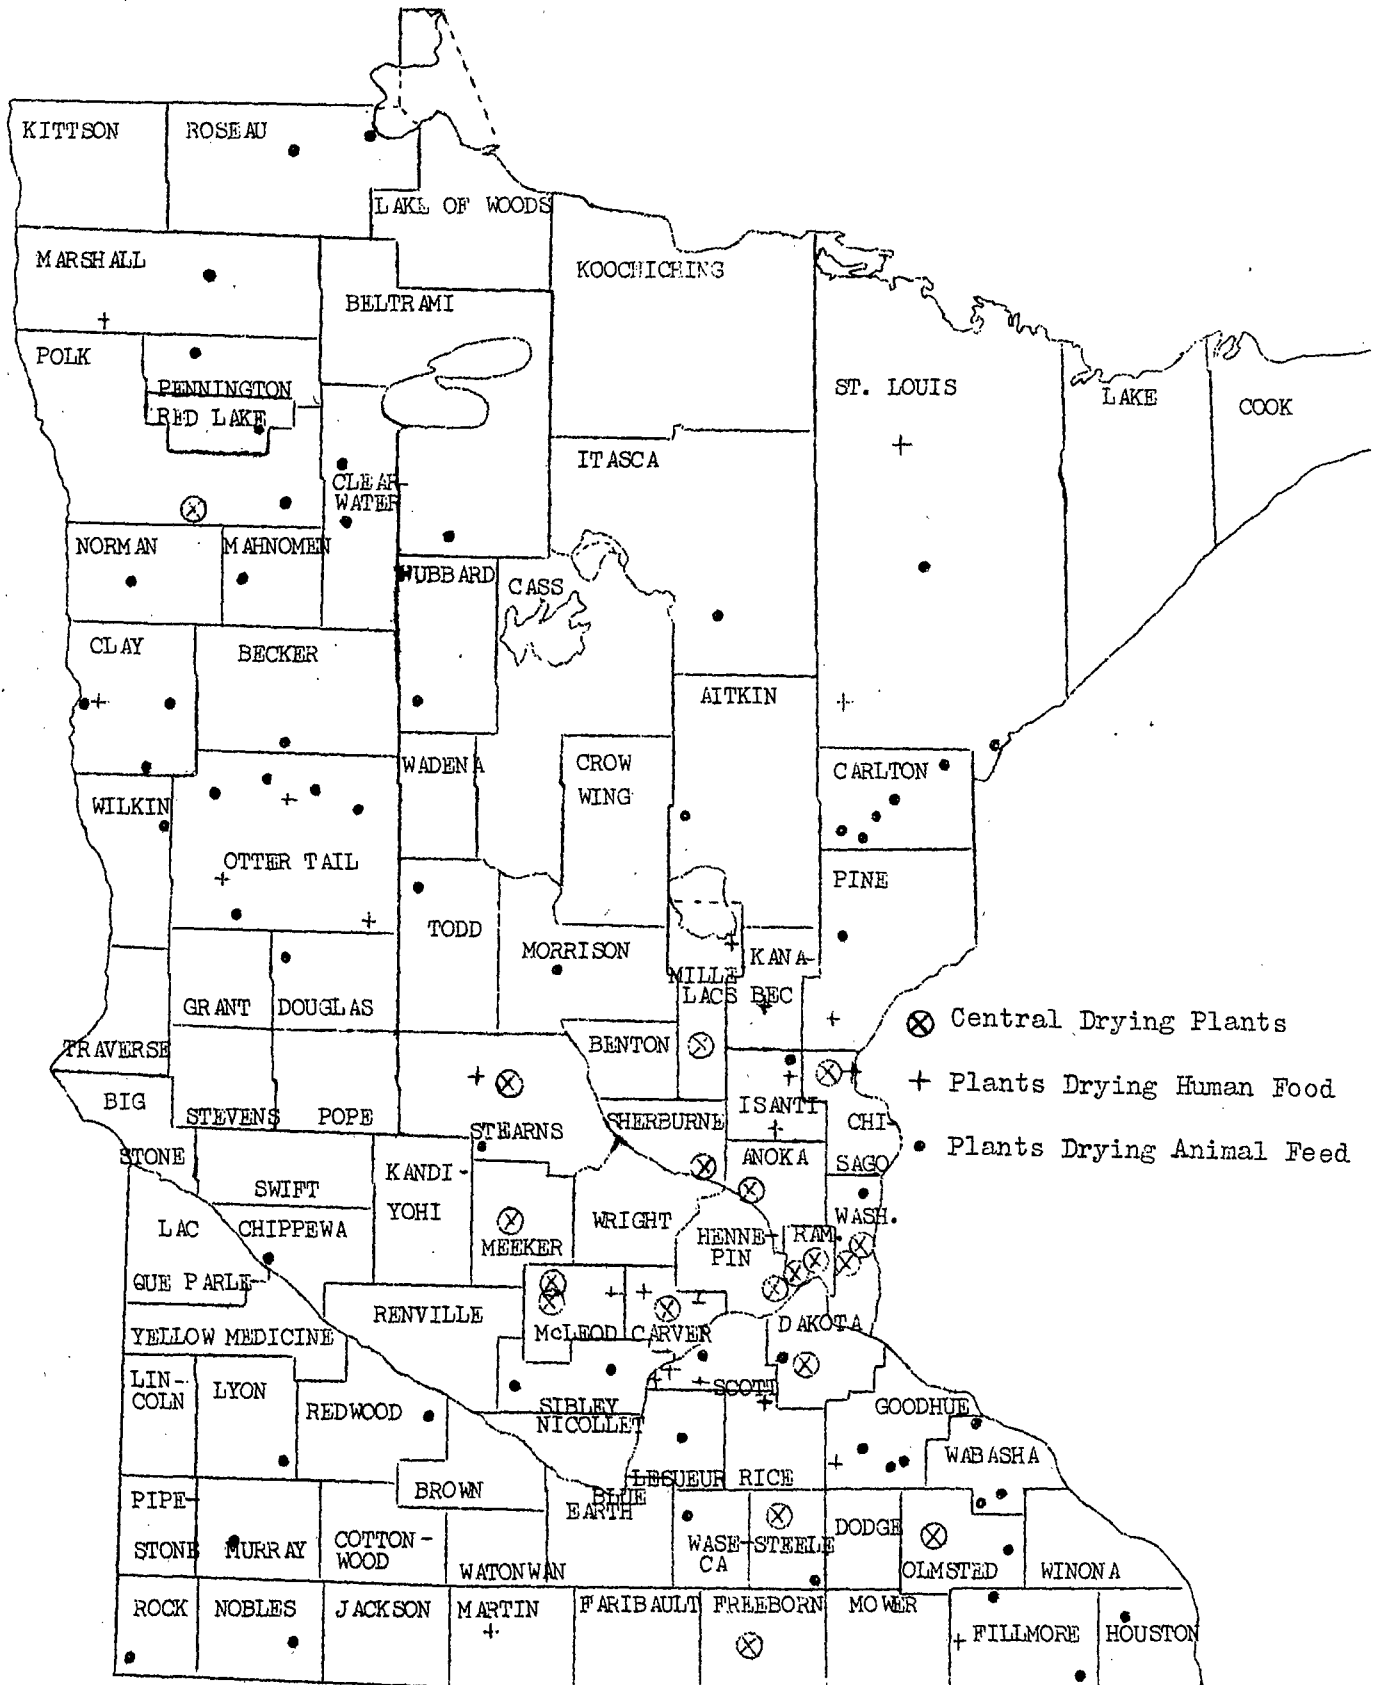 KITTSON
ROSEAU
LAKE OF WOODS
MARSHALL
KOOCHICHING
BELTRAMI
POLK
PENNINGTON
RED LAKE
ST. LOUIS
LAKE
COOK
ITASCA
CLEAR-
WATER
NORMAN
MAHNOMEN
HUBBARD
CASS
CLAY
BECKER
AITKIN
WADENA
CROW
WING
CARLTON
WILKIN
OTTER TAIL
PINE
TODD
MORRISON
KANA-
BEC
MILLE
LACS
GRANT
DOUGLAS
TRAVERSE
BENTON
BIG
STONE
STEVENS
POPE
STEARNS
SHERBURNE
ISANTI
CHI-
SAGO
ANOKA
Central Drying Plants
Plants Drying Human Food
Plants Drying Animal Feed
SWIFT
KANDI-
YOHI
LAC
QUE PARLE
CHIPPEWA
MEEKER
WRIGHT
HENNE-
PIN
RAM.
WASH.
RENVILLE
McLEOD
CARVER
DAKOTA
YELLOW MEDICINE
LIN-
COLN
LYON
REDWOOD
SIBLEY
NICOLLET
SCOTT
GOODHUE
WABASHA
LESUEUR
RICE
BROWN
BLUE
EARTH
PIPE-
STONE
MURRAY
COTTON-
WOOD
WATONWAN
WASE-
CA
STEELE
DODGE
OLMSTED
WINONA
ROCK
NOBLES
JACKSON
MARTIN
FARIBAULT
FREEBORN
MOWER
FILLMORE
HOUSTON